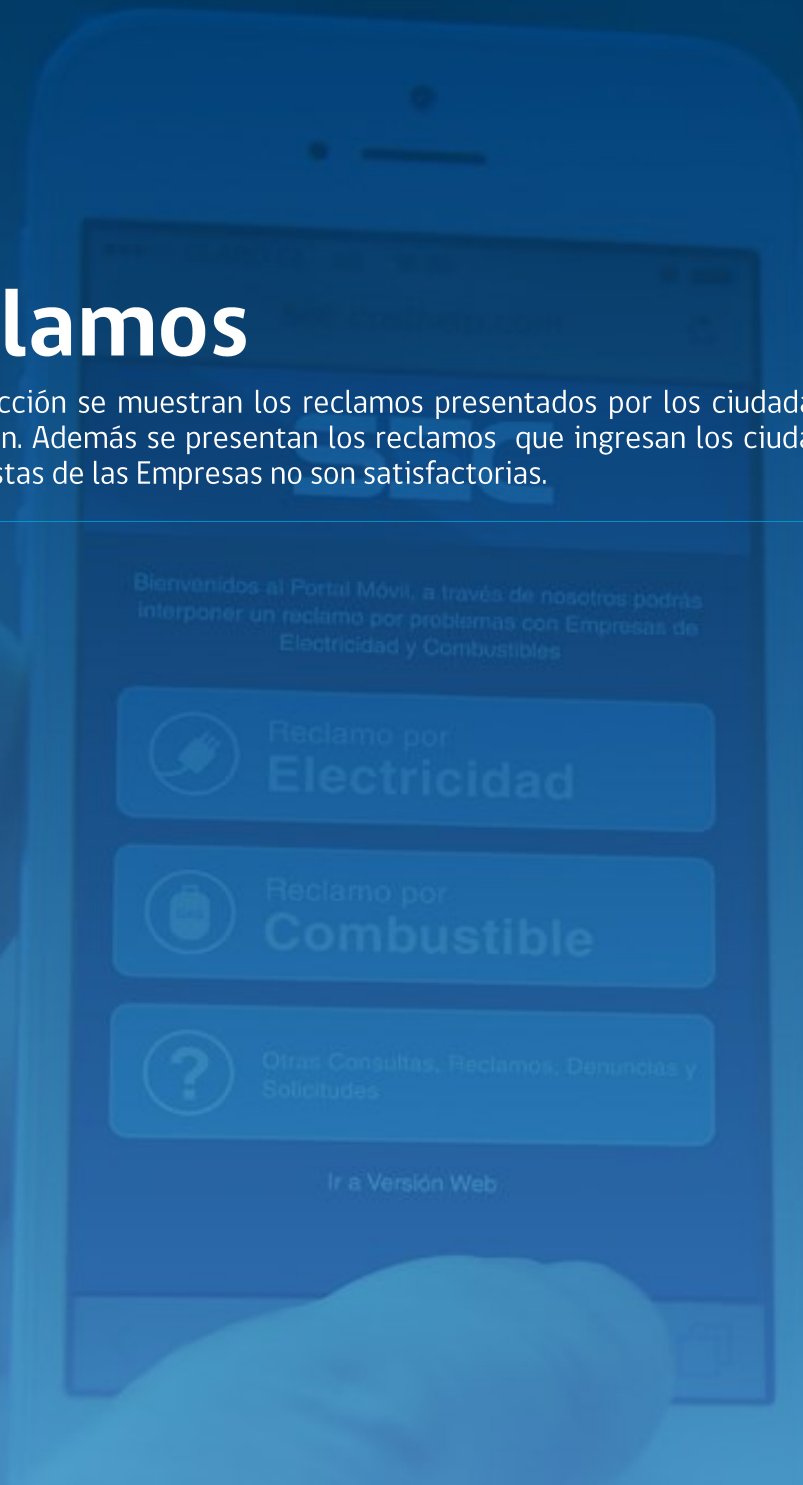 lamos
cción se muestran los reclamos presentados por los ciudada
n. Además se presentan los reclamos que ingresan los ciuda
stas de las Empresas no son satisfactorias.
SEC
Bienvenidos al Portal Móvil, a través de nosotros podrás
interponer un reclamo por problemas con Empresas de
Electricidad y Combustibles
Reclamo por
Electricidad
Reclamo por
Combustible
Otras Consultas, Reclamos, Denuncias y
Solicitudes
Ir a Versión Web